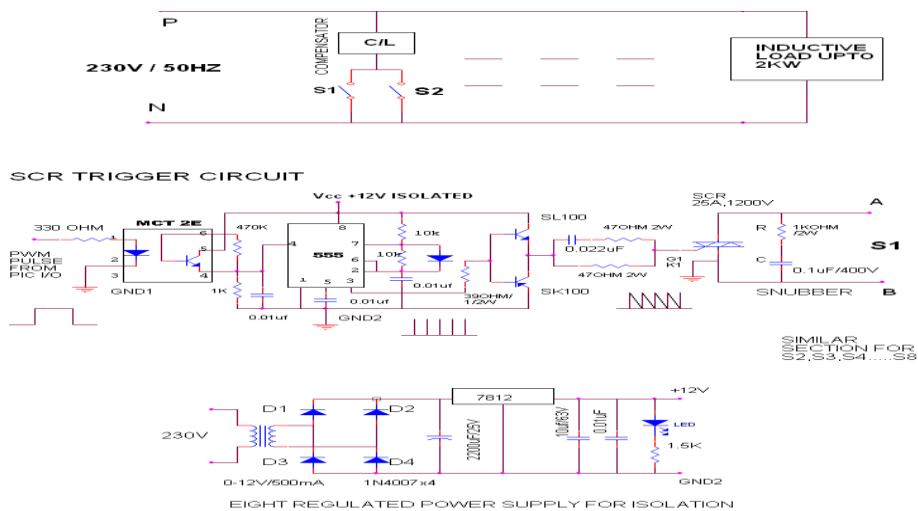 P
230V / 50HZ
N
COMPENSATOR
C/L
S1
S2
INDUCTIVE
LOAD UPTO
2KW
SCR TRIGGER CIRCUIT
Vcc +12V ISOLATED
330 OHM
MCT 2E
1
2
3
6
5
4
PWM
PULSE
FROM
PIC I/O
GND1
470K
1K
0.01uf
4
8
555
7
6
2
1
5
3
10k
10k
0.01uf
0.01uf
GND2
39OHM/
1/2W
SL100
SK100
0.022uF
47OHM 2W
47OHM 2W
SCR
25A,1200V
G1
K1
R
1KOHM
/2W
C
0.1uF/400V
SNUBBER
A
S1
B
SIMILAR
SECTION FOR
S2,S3,S4.....S8
230V
0-12V/500mA
D1
D2
D3
D4
1N4007x4
2200uF/25V
7812
10uf/63V
0.01uF
+12V
LED
1.5K
GND2
EIGHT REGULATED POWER SUPPLY FOR ISOLATION